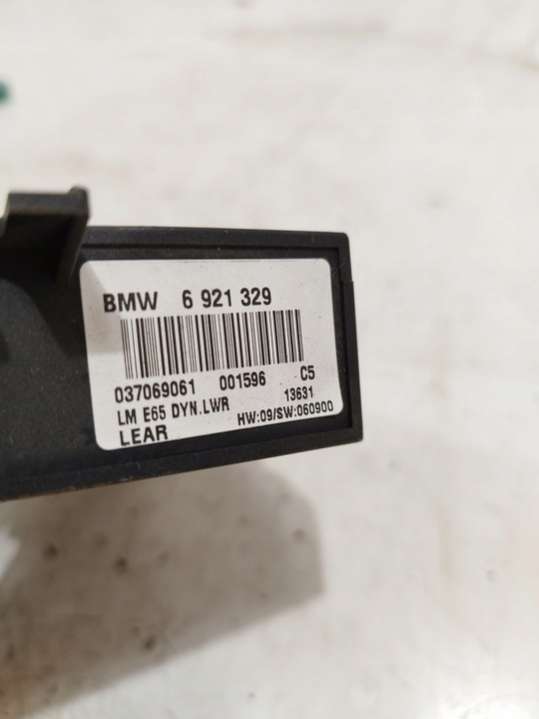 BMW 6 921 329
037069061 001596 C5
LM E65 DYN.LWR 13631
LEAR HW:09/SW:060900